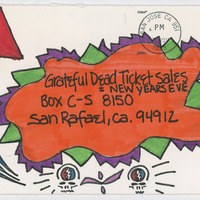 SAN JOSE CA 951
PM
Grateful Dead Ticket Sales
= NEW YEARS EVE
BOX C-S 8150
San Rafael, Ca. 94912